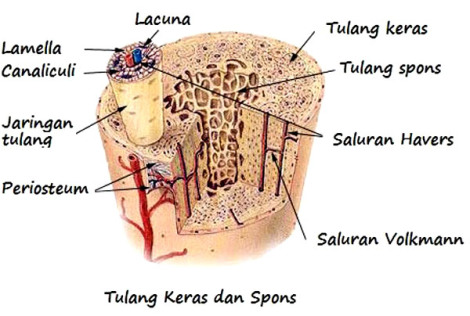 Lacuna
Lamella
Canaliculi
Jaringan
tulang
Periosteum
Tulang keras
Tulang spons
Saluran Havers
Saluran Volkmann
Tulang Keras dan Spons